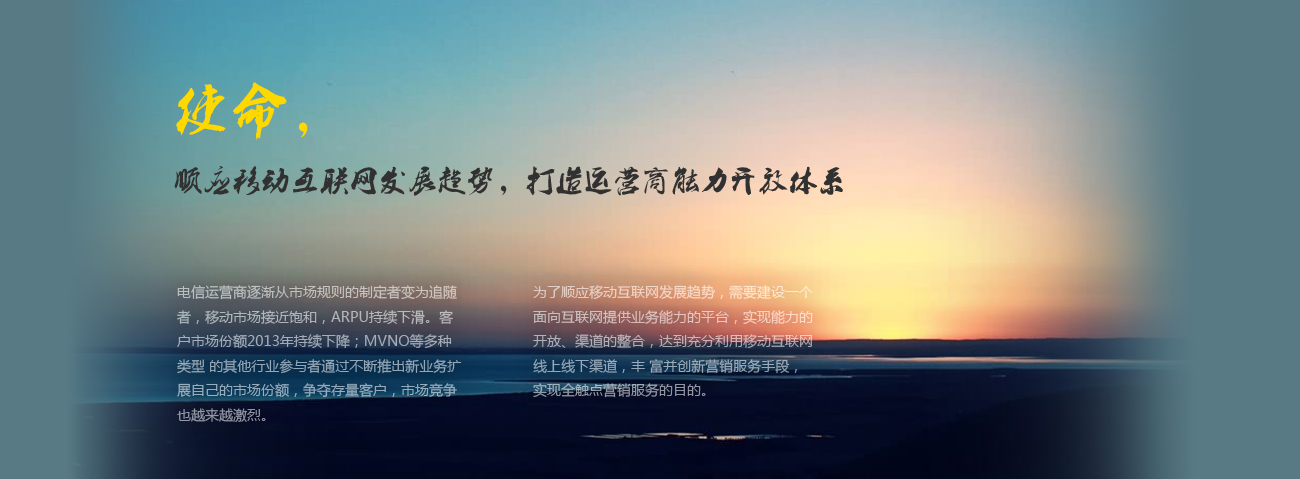 使命，
顺应移动互联网发展趋势，打造运营商能力开放体系
电信运营商逐渐从市场规则的制定者变为追随
者，移动市场接近饱和，ARPU持续下滑。客
户市场份额2013年持续下降；MVNO等多种
类型 的其他行业参与者通过不断推出新业务扩
展自己的市场份额，争夺存量客户，市场竞争
也越来越激烈。
为了顺应移动互联网发展趋势，需要建设一个
面向互联网提供业务能力的平台，实现能力的
开放、渠道的整合，达到充分利用移动互联网
线上线下渠道，丰 富并创新营销服务手段，
实现全触点营销服务的目的。